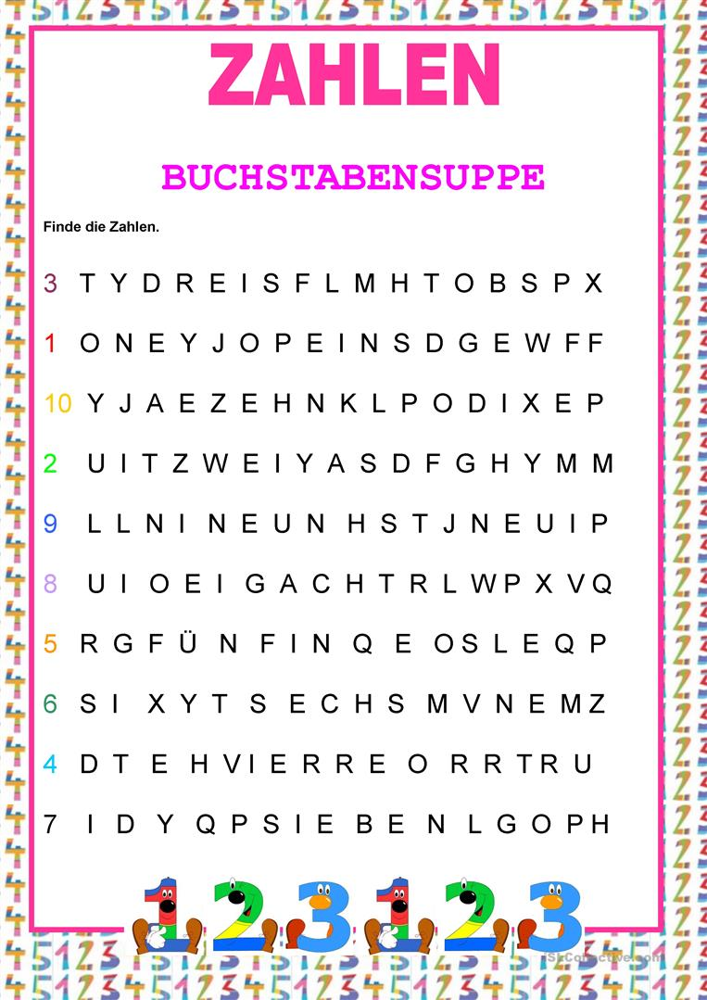 ZAHLEN
BUCHSTABENSUPPE
Finde die Zahlen.
3 T Y D R E I S F L M H T O B S P X
1 O N E Y J O P E I N S D G E W F F
10 Y J A E Z E H N K L P O D I X E P
2 U I T Z W E I Y A S D F G H Y M M
9 L L N I N E U N H S T J N E U I P
8 U I O E I G A C H T R L W P X V Q
5 R G F Ü N F I N Q E O S L E Q P
6 S I X Y T S E C H S M V N E M Z
4 D T E H V I E R R E O R R T R U
7 I D Y Q P S I E B E N L G O P H
1 2 3 1 2 3
iSLCollective.com